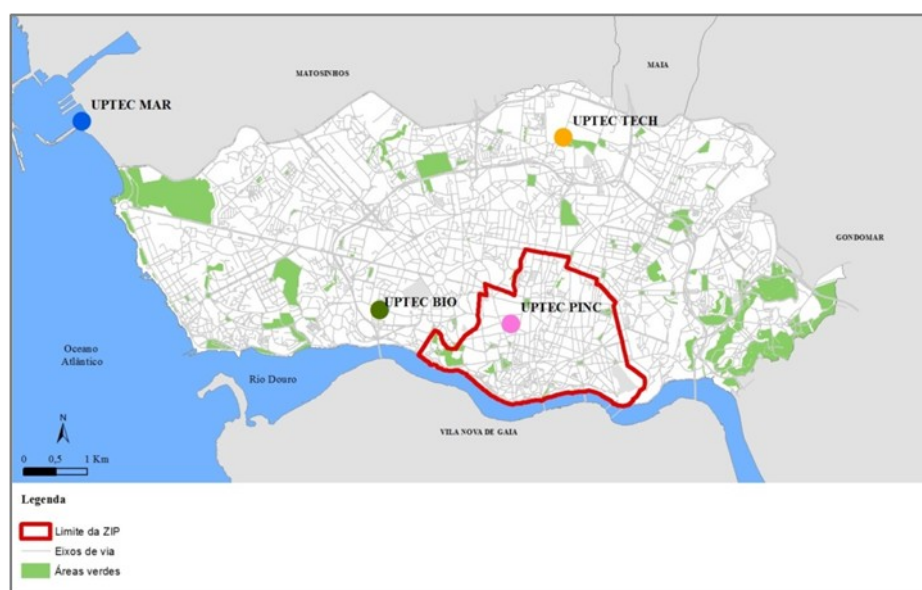 MAIA
MATOSINHOS
UPTEC MAR
UPTEC TECH
GONDOMAR
UPTEC BIO
UPTEC PINC
Oceano
Atlântico
Rio Douro
N
VILA NOVA DE GAIA
0 0,5 1 Km
Legenda
Limite da ZIP
Eixos de via
Áreas verdes